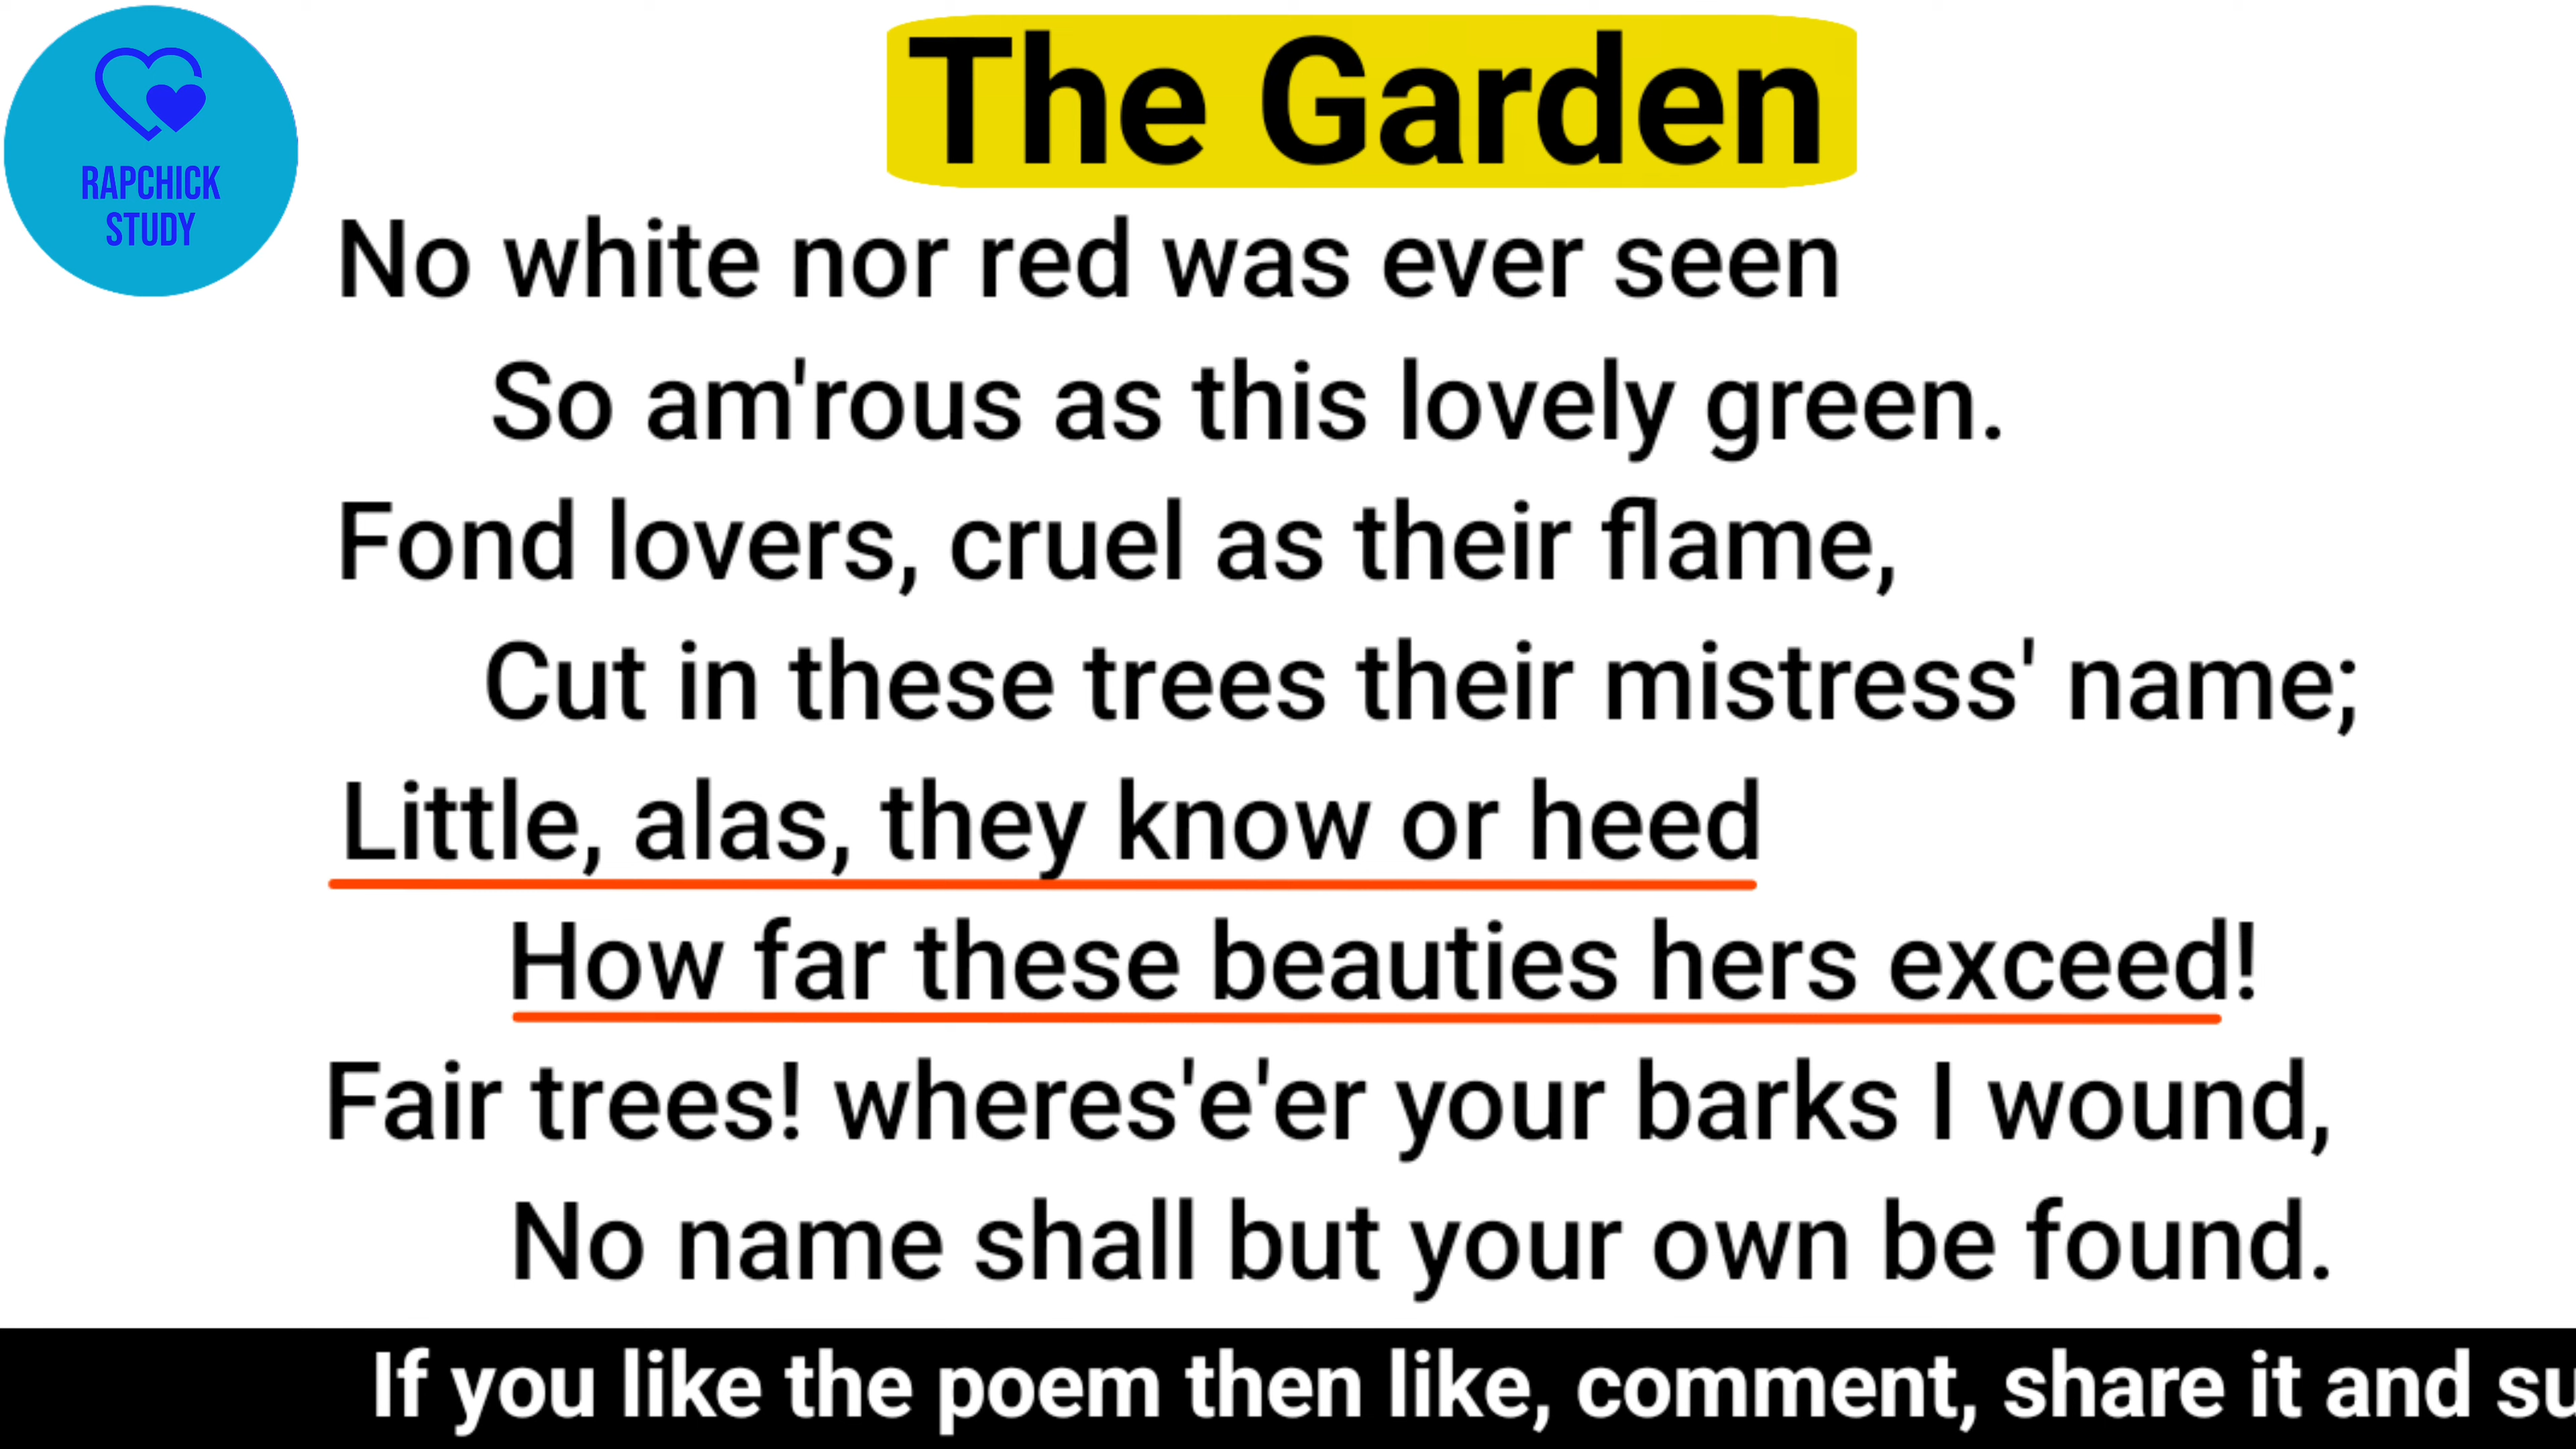 RAPCHICK
STUDY
The Garden
No white nor red was ever seen
So am'rous as this lovely green.
Fond lovers, cruel as their flame,
Cut in these trees their mistress' name;
Little, alas, they know or heed
How far these beauties hers exceed!
Fair trees! wheres'e'er your barks I wound,
No name shall but your own be found.
If you like the poem then like, comment, share it and su